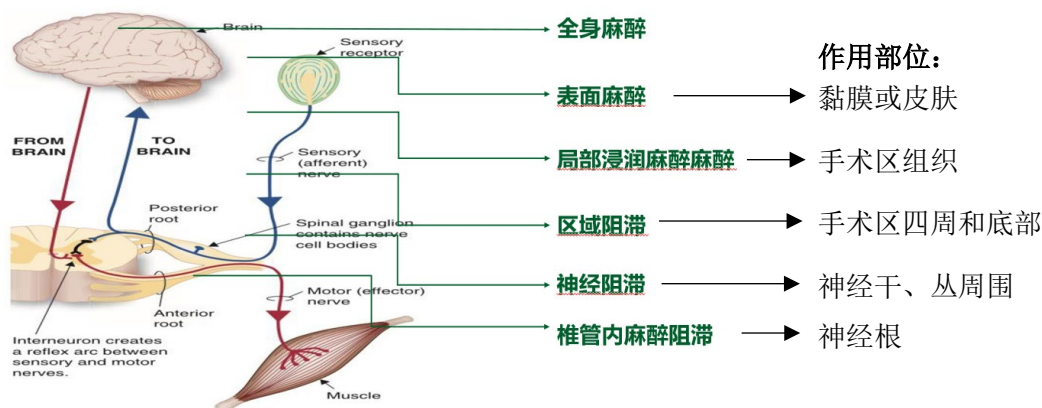 Brain
Sensory
receptor
FROM
BRAIN
TO
BRAIN
Sensory
(afferent)
nerve
Posterior
root
Spinal ganglion
contains nerve
cell bodies
Motor (effector)
nerve
Anterior
root
Interneuron creates
a reflex arc between
sensory and motor
nerves.
Muscle
全身麻醉
作用部位：
表面麻醉
黏膜或皮肤
局部浸润麻醉麻醉
手术区组织
区域阻滞
手术区四周和底部
神经阻滞
神经干、丛周围
椎管内麻醉阻滞
神经根